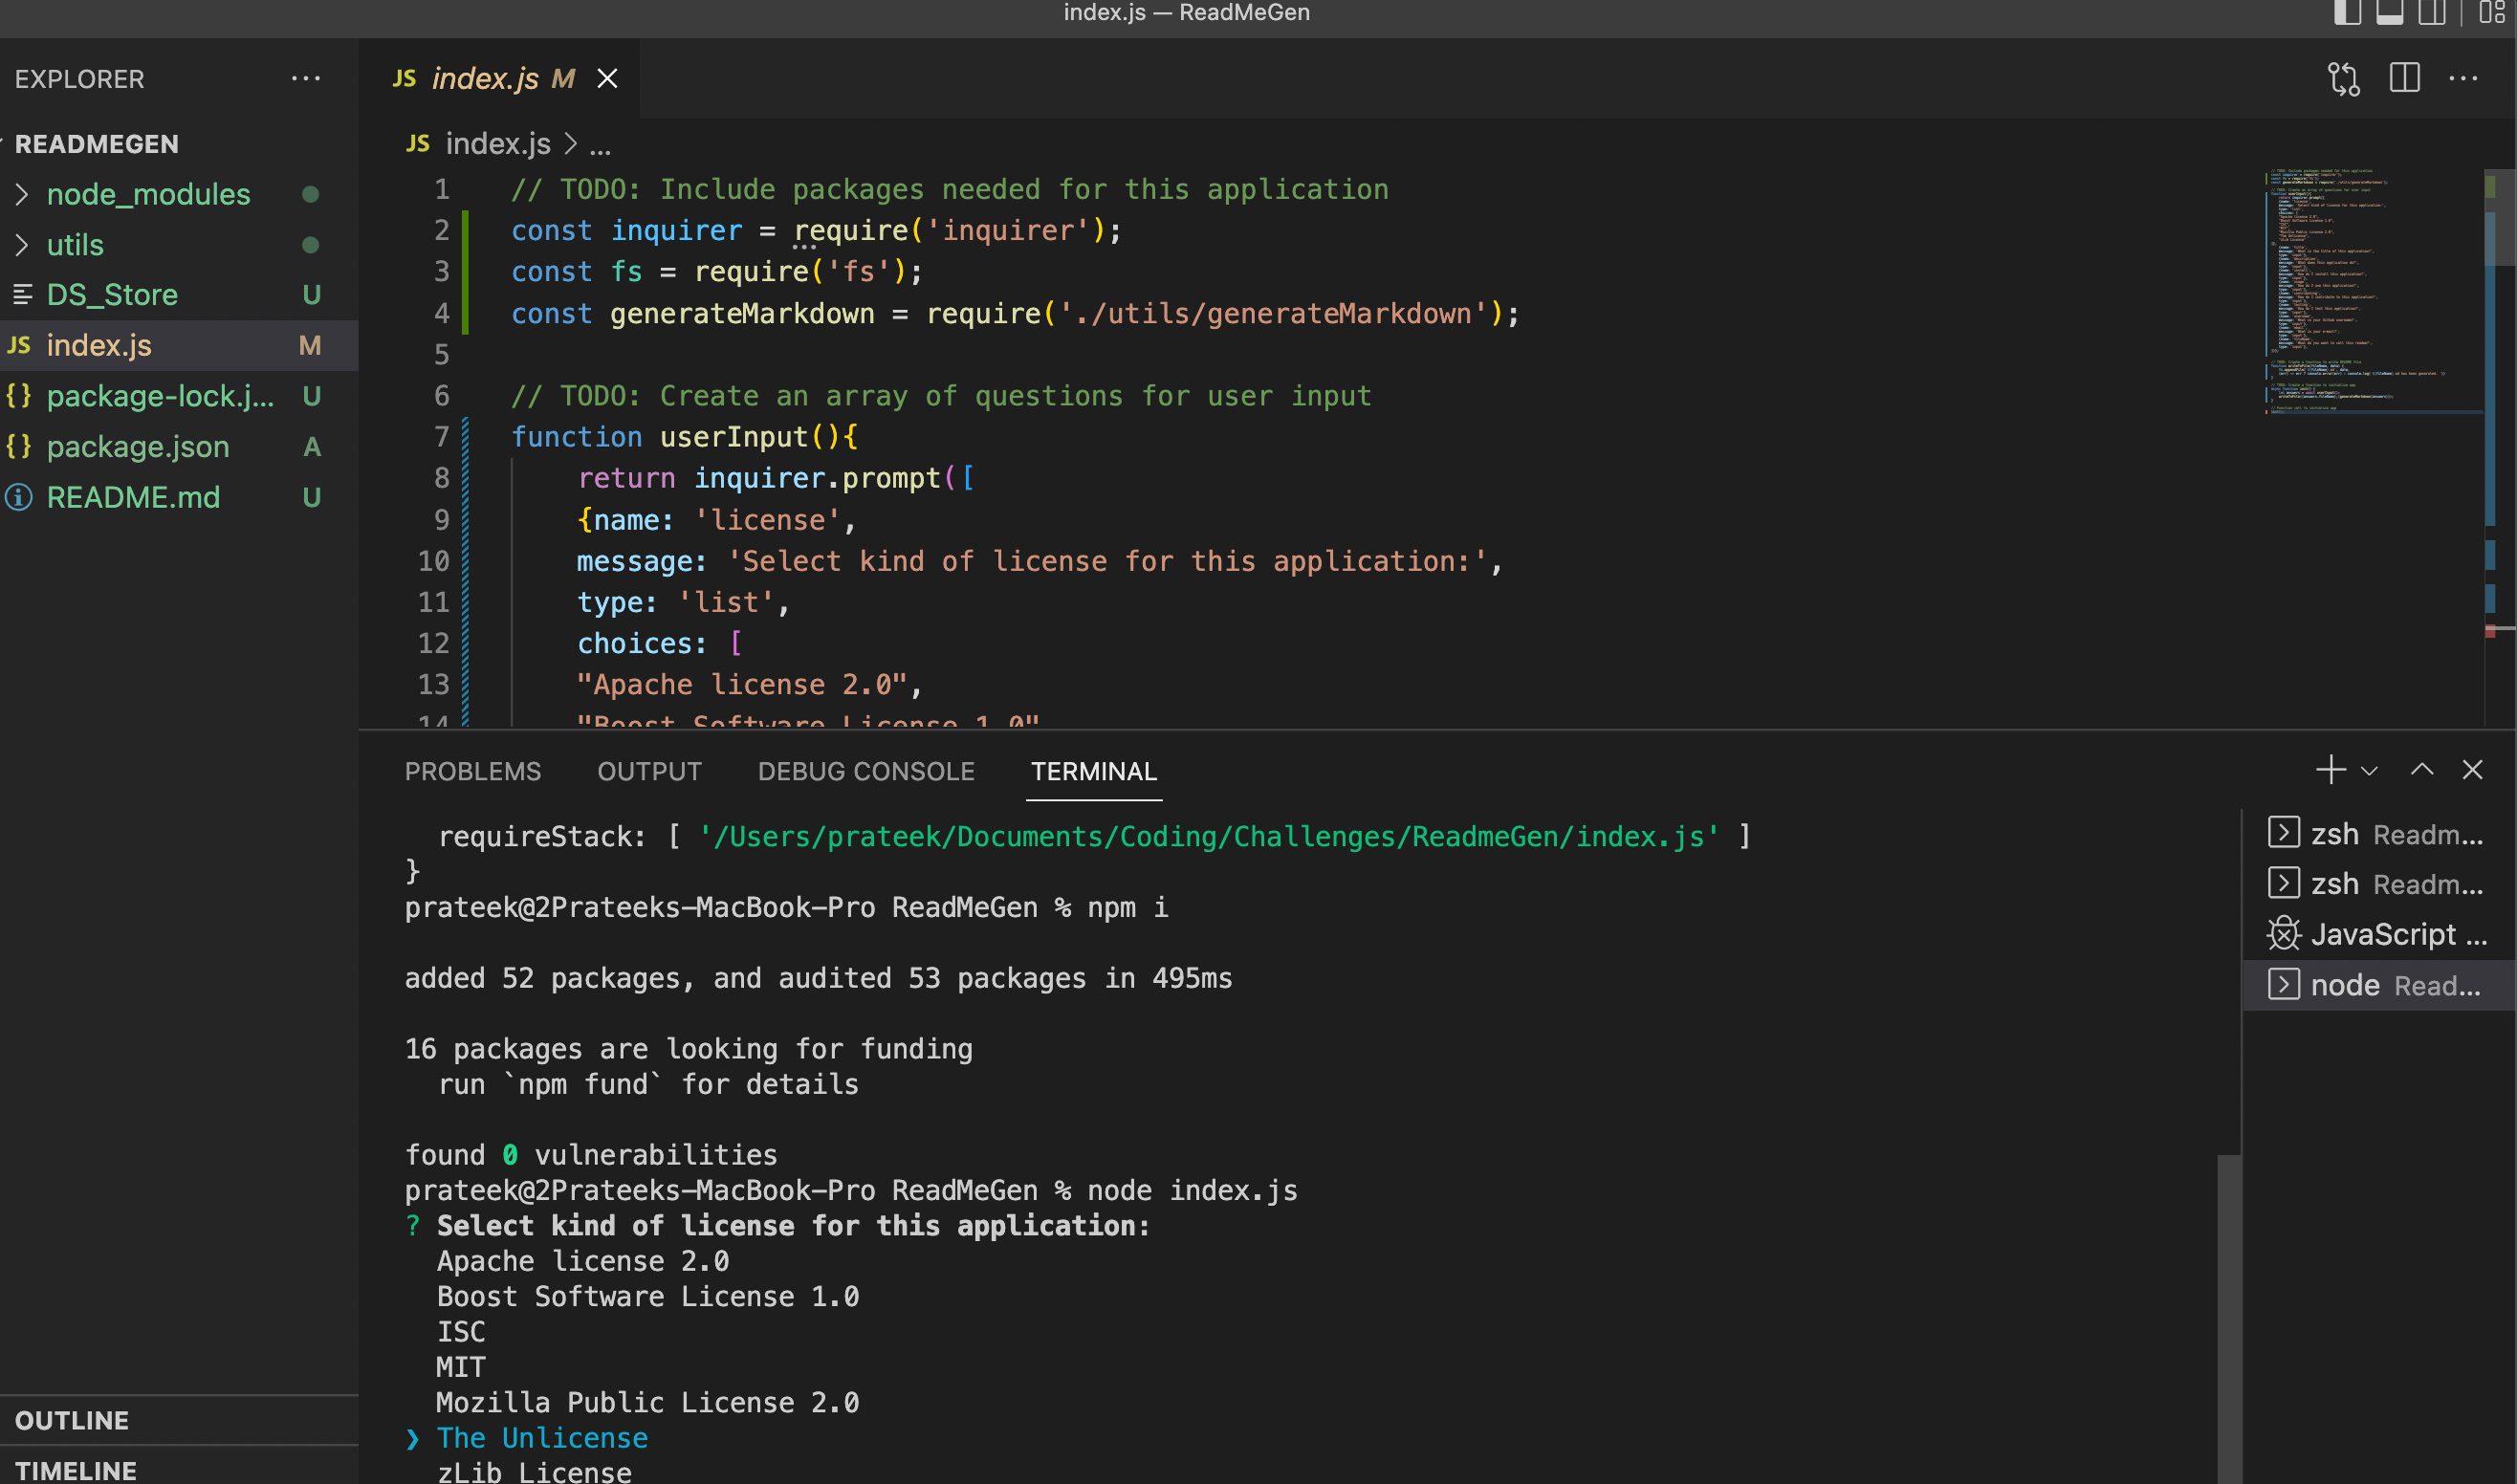 index.js — ReadMeGen
EXPLORER
READMEGEN
node_modules
utils
DS_Store U
JS index.js M
{} package-lock.j... U
{} package.json A
README.md U
OUTLINE
TIMELINE
JS index.js M
JS index.js > ...
1 // TODO: Include packages needed for this application
2 const inquirer = require('inquirer');
3 const fs = require('fs');
4 const generateMarkdown = require('./utils/generateMarkdown');
5
6 // TODO: Create an array of questions for user input
7 function userInput(){
8 return inquirer.prompt([
9 {name: 'license',
10 message: 'Select kind of license for this application:',
11 type: 'list',
12 choices: [
13 "Apache license 2.0",
14 "Boost Software License 1.0"
PROBLEMS OUTPUT DEBUG CONSOLE TERMINAL
requireStack: [ '/Users/prateek/Documents/Coding/Challenges/ReadmeGen/index.js' ]
}
prateek@2Prateeks-MacBook-Pro ReadMeGen % npm i
added 52 packages, and audited 53 packages in 495ms
16 packages are looking for funding
run `npm fund` for details
found 0 vulnerabilities
prateek@2Prateeks-MacBook-Pro ReadMeGen % node index.js
? Select kind of license for this application:
Apache license 2.0
Boost Software License 1.0
ISC
MIT
Mozilla Public License 2.0
❯ The Unlicense
zLib License
zsh Readm...
zsh Readm...
JavaScript ...
node Read...